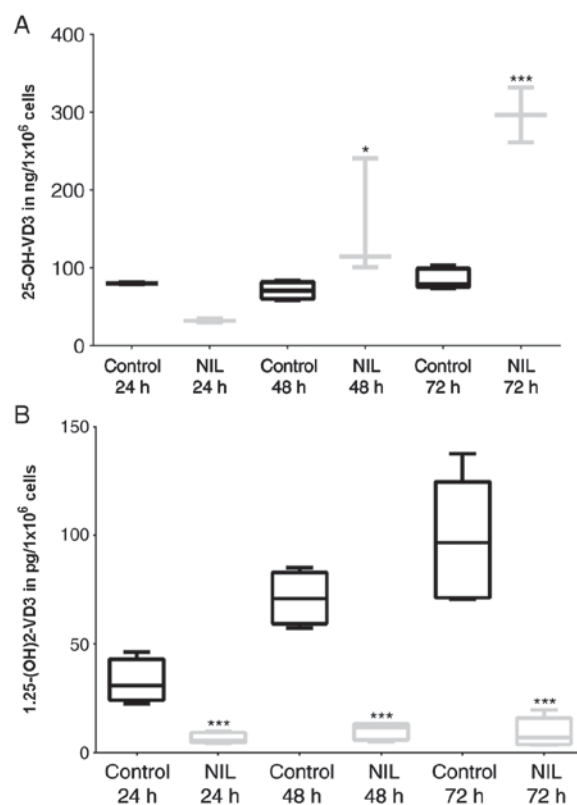 A
25-OH-VD3 in ng/1x10⁶ cells
400
300
200
100
0
*
***
Control NIL Control NIL Control NIL
24 h 24 h 48 h 48 h 72 h 72 h
B
1.25-(OH)2-VD3 in pg/1x10⁶ cells
150
100
50
0
*** *** ***
Control NIL Control NIL Control NIL
24 h 24 h 48 h 48 h 72 h 72 h